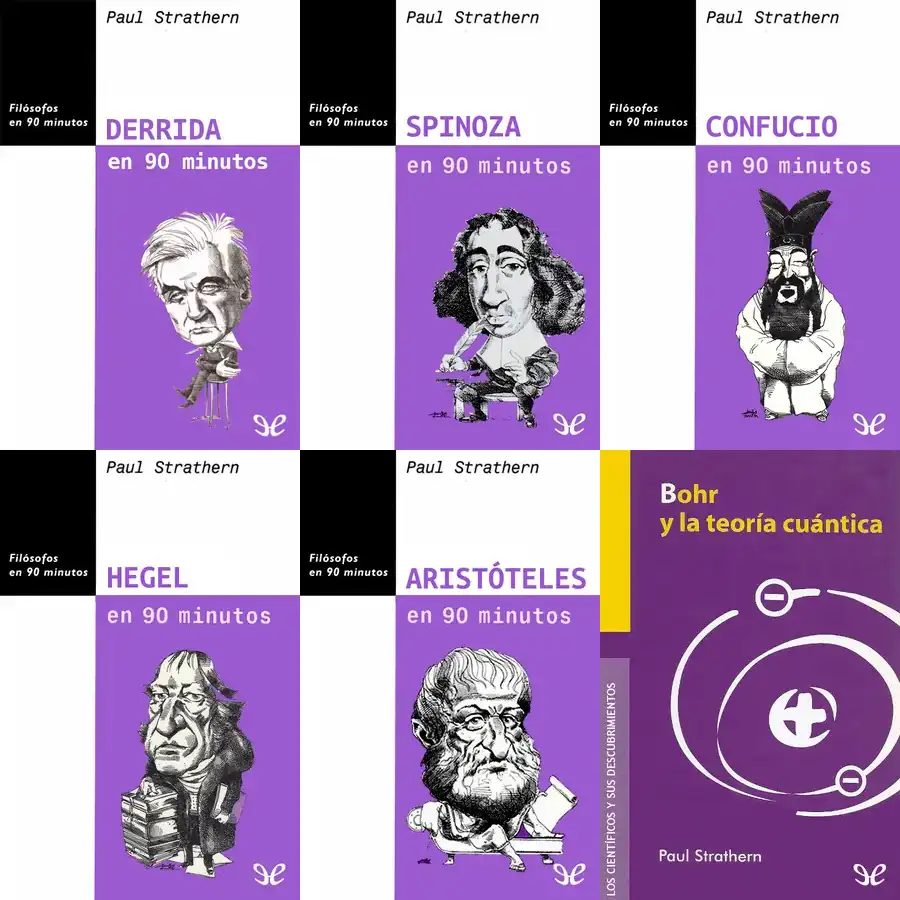 Paul Strathern
Filósofos
en 90 minutos
DERRIDA
en 90 minutos
Paul Strathern
Filósofos
en 90 minutos
SPINOZA
en 90 minutos
Paul Strathern
Filósofos
en 90 minutos
CONFUCIO
en 90 minutos
Paul Strathern
Filósofos
en 90 minutos
HEGEL
en 90 minutos
Paul Strathern
Filósofos
en 90 minutos
ARISTÓTELES
en 90 minutos
Bohr
y la teoría cuántica
LOS CIENTÍFICOS Y SUS DESCUBRIMIENTOS
Paul Strathern